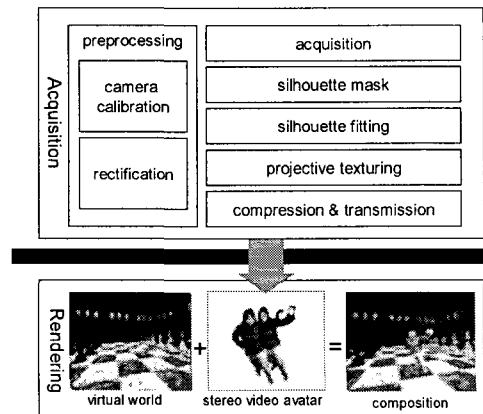 Acquisition
preprocessing
camera
calibration
rectification
acquisition
silhouette mask
silhouette fitting
projective texturing
compression & transmission
Rendering
+
=
virtual world
stereo video avatar
composition